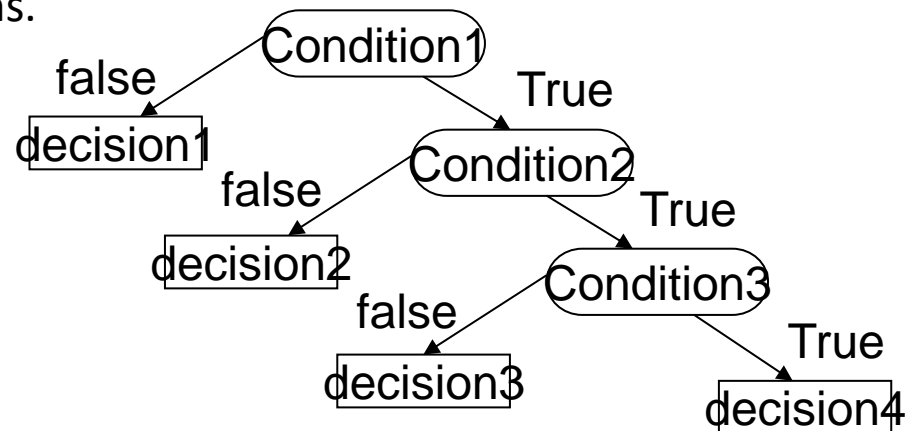 ns.
Condition1
false
True
decision1
Condition2
false
True
decision2
Condition3
false
True
decision3
decision4